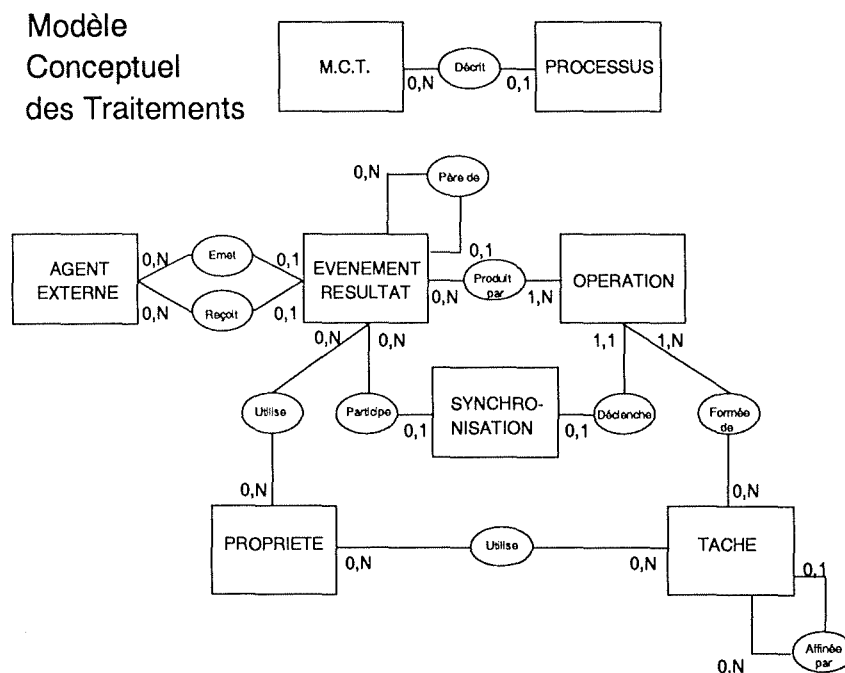 Modèle
Conceptuel
des Traitements
M.C.T.
0,N
Décrit
0,1
PROCESSUS
0,N
Père de
0,1
AGENT
EXTERNE
0,N
Emet
0,1
0,N
Reçoit
0,1
EVENEMENT
RESULTAT
0,N
Produit
par
1,N
OPERATION
0,N
0,N
1,1
1,N
Utilise
Participe
0,1
SYNCHRO-
NISATION
0,1
Déclenche
Formée
de
0,N
0,N
PROPRIETE
0,N
Utilise
0,N
TACHE
0,1
0,N
Affinée
par